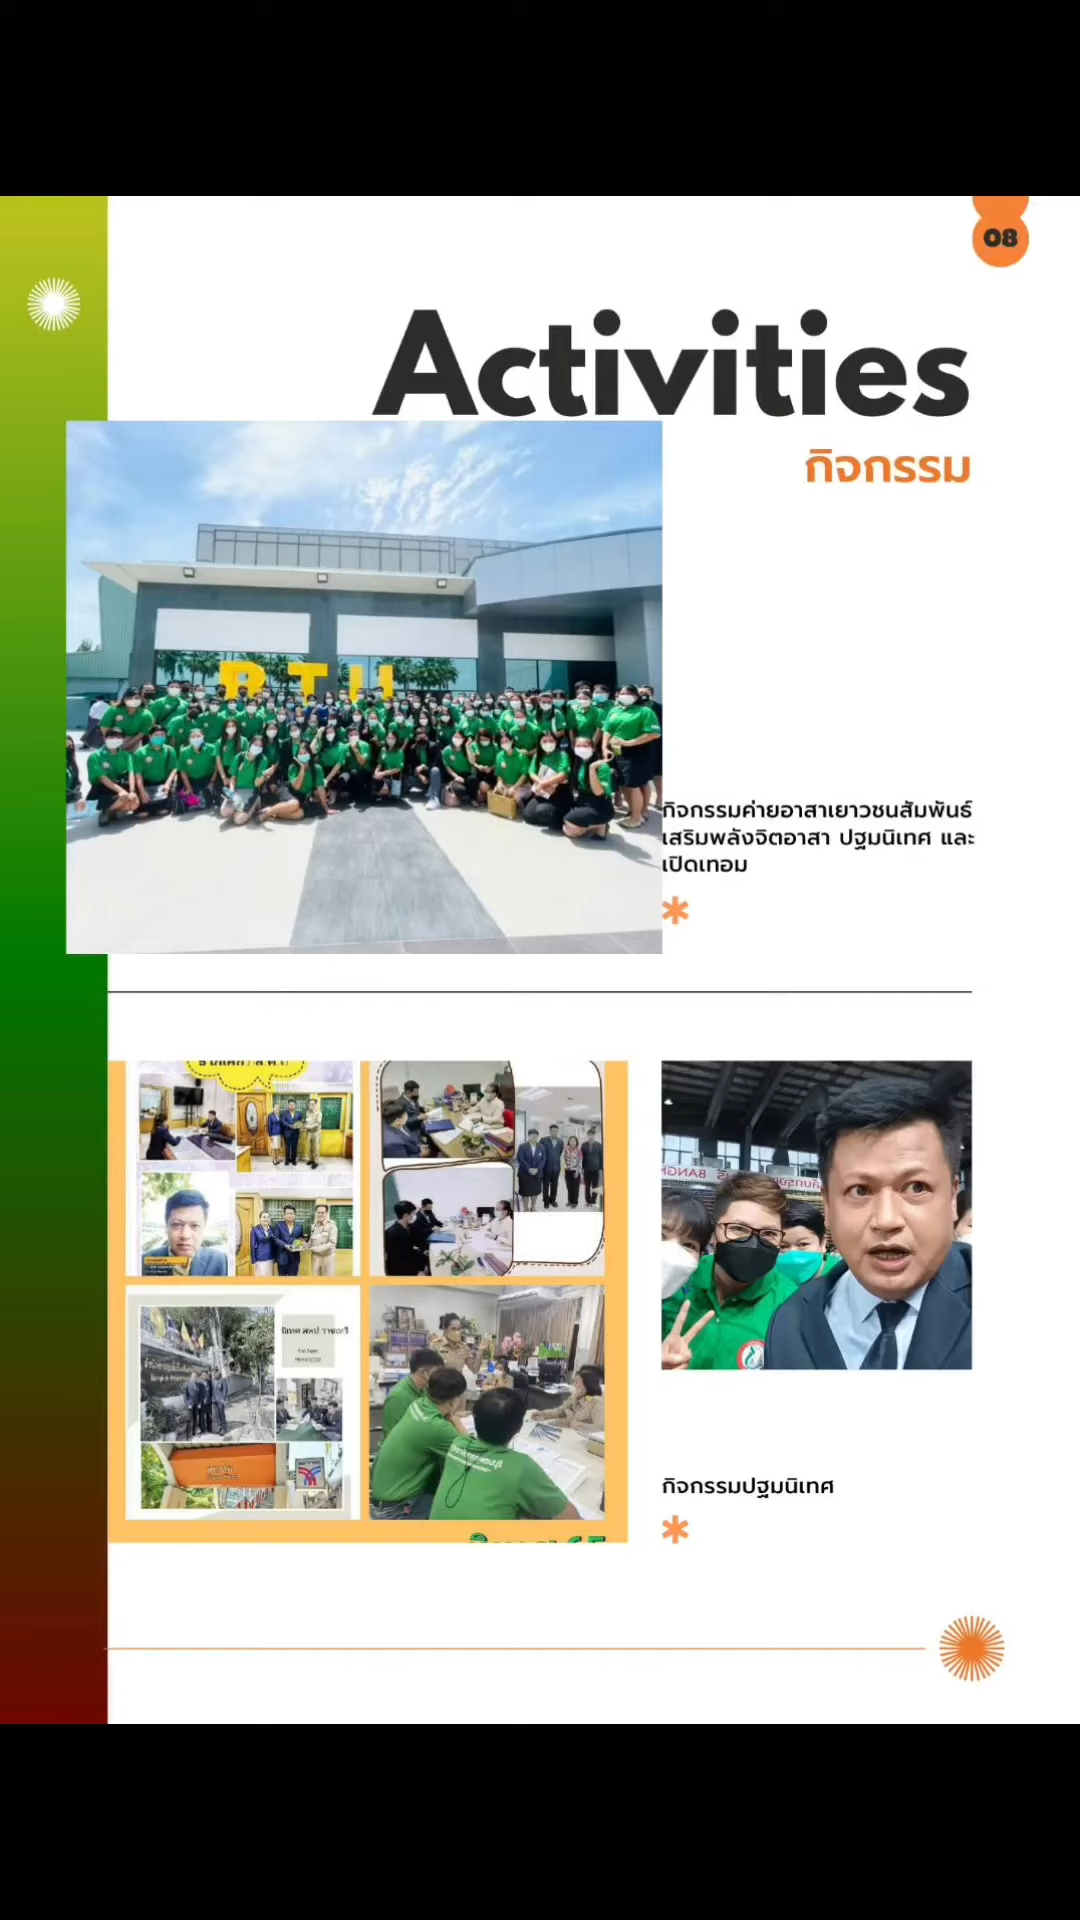 08
Activities
กิจกรรม
BTU
กิจกรรมค่ายอาสาเยาวชนสัมพันธ์
เสริมพลังจิตอาสา ปฐมนิเทศ และ
เปิดเทอม
กิจกรรมปฐมนิเทศ